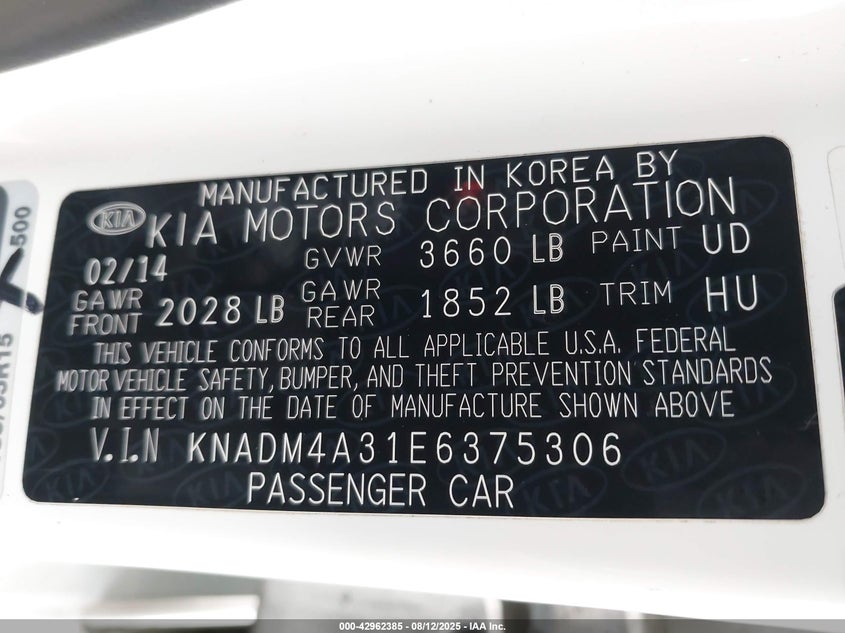 MANUFACTURED IN KOREA BY
KIA KIA MOTORS CORPORATION
02/14 GVWR 3660 LB PAINT UD
GAWR FRONT 2028 LB GAWR REAR 1852 LB TRIM HU
THIS VEHICLE CONFORMS TO ALL APPLICABLE U.S.A. FEDERAL
MOTOR VEHICLE SAFETY, BUMPER, AND THEFT PREVENTION STANDARDS
IN EFFECT ON THE DATE OF MANUFACTURE SHOWN ABOVE
V.I.N KNADM4A31E6375306
PASSENGER CAR
500
000-42962385 - 08/12/2025 - IAA Inc.